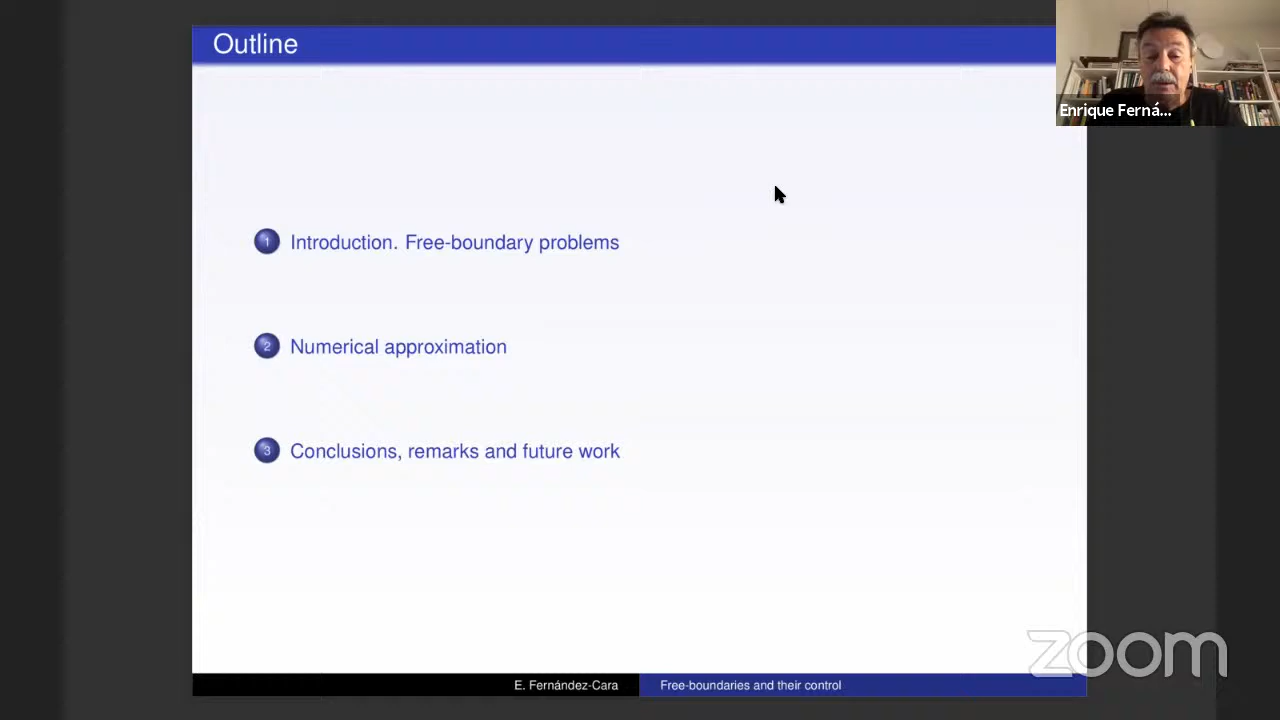 Outline
Enrique Ferná...
1 Introduction. Free-boundary problems
2 Numerical approximation
3 Conclusions, remarks and future work
zoom
E. Fernández-Cara Free-boundaries and their control